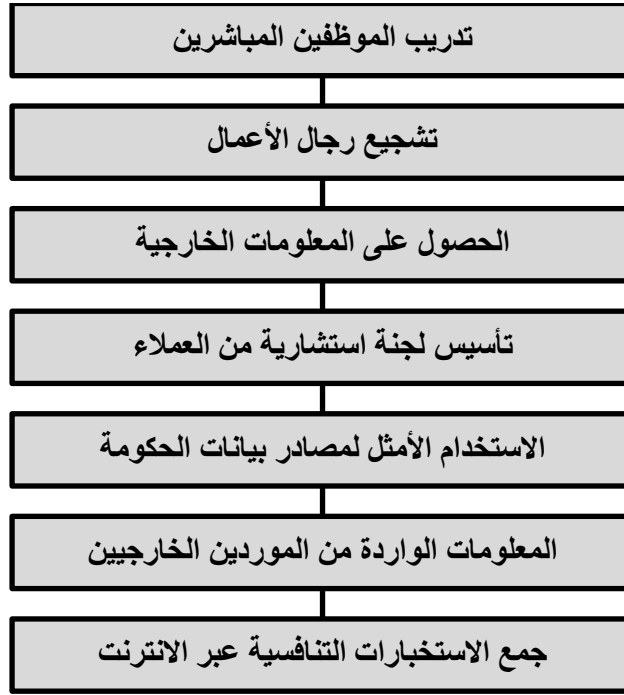 تدريب الموظفين المباشرين
تشجيع رجال الأعمال
الحصول على المعلومات الخارجية
تأسيس لجنة استشارية من العملاء
الاستخدام الأمثل لمصادر بيانات الحكومة
المعلومات الواردة من الموردين الخارجيين
جمع الاستخبارات التنافسية عبر الانترنت